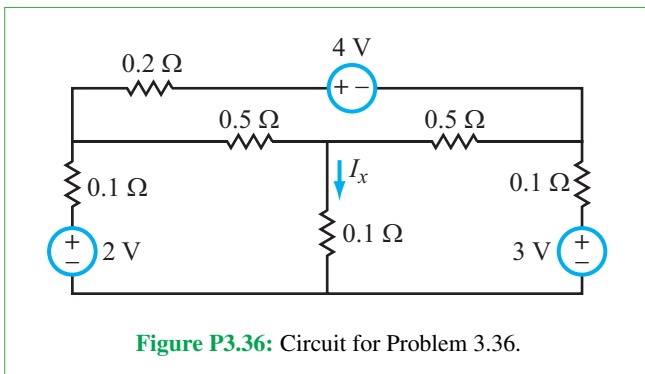 4 V
0.2 Ω
+ −
0.5 Ω
0.5 Ω
I_x
0.1 Ω
0.1 Ω
0.1 Ω
+
−
2 V
3 V
+
−
Figure P3.36: Circuit for Problem 3.36.